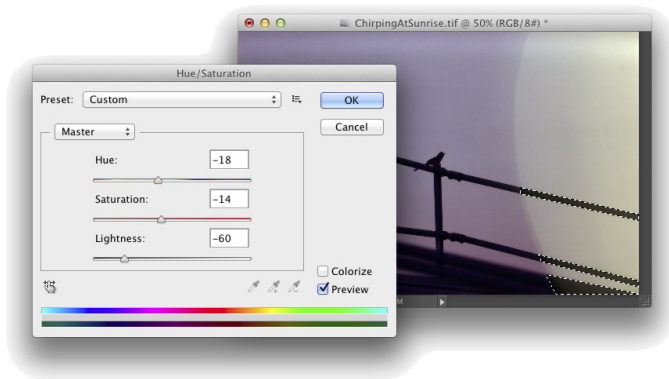 ChirpingAtSunrise.tif @ 50% (RGB/8#) *
Hue/Saturation
Preset: Custom
OK
Cancel
Master
Hue: -18
Saturation: -14
Lightness: -60
Colorize
Preview
M